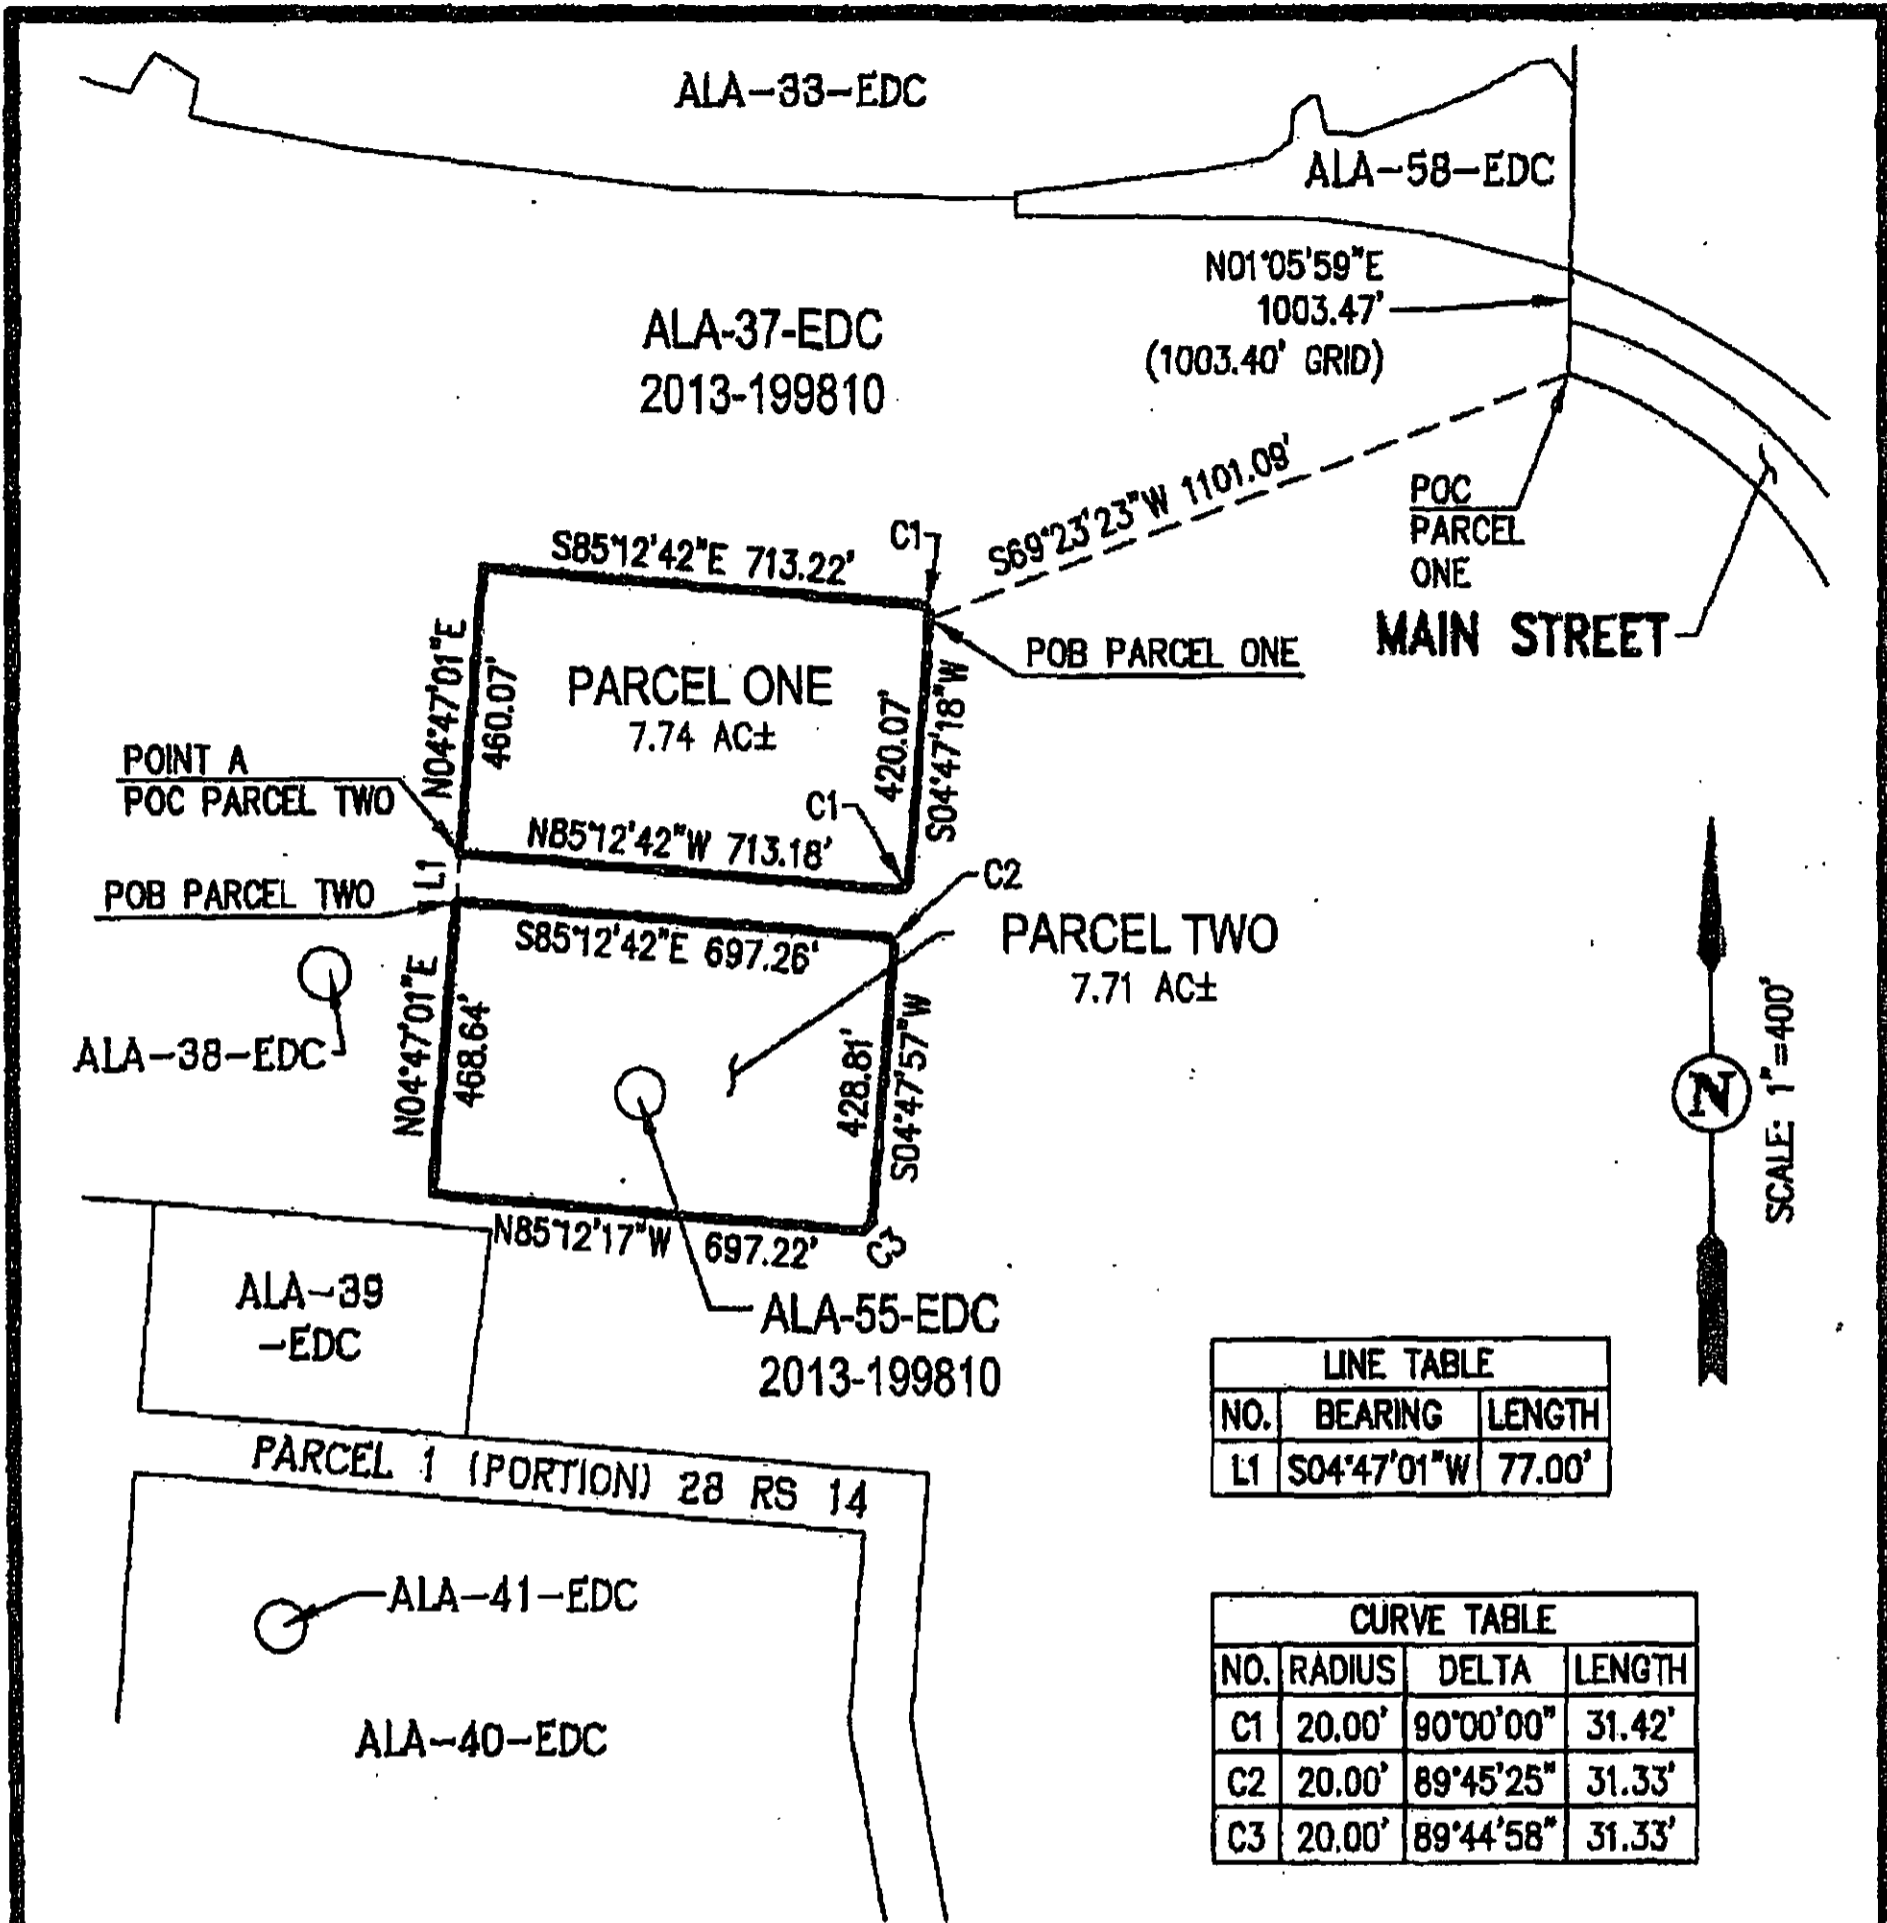 ALA-33-EDC
ALA-58-EDC
N01°05'59"E
1003.47'
(1003.40' GRID)
ALA-37-EDC
2013-199810
S69°23'23"W 1101.09'
POC
PARCEL
ONE
MAIN STREET
C1
S85°12'42"E 713.22'
POB PARCEL ONE
N04°47'01"E
460.07'
PARCEL ONE
7.74 AC±
420.07'
S04°47'18"W
POINT A
POC PARCEL TWO
C1
N85°12'42"W 713.18'
L1
POB PARCEL TWO
C2
S85°12'42"E 697.26'
PARCEL TWO
7.71 AC±
N04°47'01"E
468.64'
428.81'
S04°47'57"W
ALA-38-EDC
N85°12'17"W 697.22'
C3
ALA-39
-EDC
ALA-55-EDC
2013-199810
N
SCALE: 1"=400'
PARCEL 1 (PORTION) 28 RS 14
ALA-41-EDC
ALA-40-EDC
LINE TABLE
NO. BEARING LENGTH
L1 S04°47'01"W 77.00'
CURVE TABLE
NO. RADIUS DELTA LENGTH
C1 20.00' 90°00'00" 31.42'
C2 20.00' 89°45'25" 31.33'
C3 20.00' 89°44'58" 31.33'